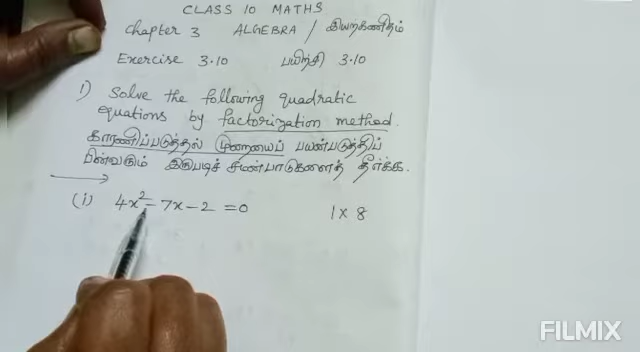 CLASS 10 MATHS
Chapter 3 ALGEBRA / இயற்கணிதம்
Exercise 3.10 பயிற்சி 3.10
1) Solve the following quadratic
equations by factorization method.
காரணிப்படுத்தல் முறையைப் பயன்படுத்திப்
பின்வரும் இருபடிச் சமன்பாடுகளைத் தீர்க்க.
(i) 4x² - 7x - 2 = 0 1 x 8
FILMIX